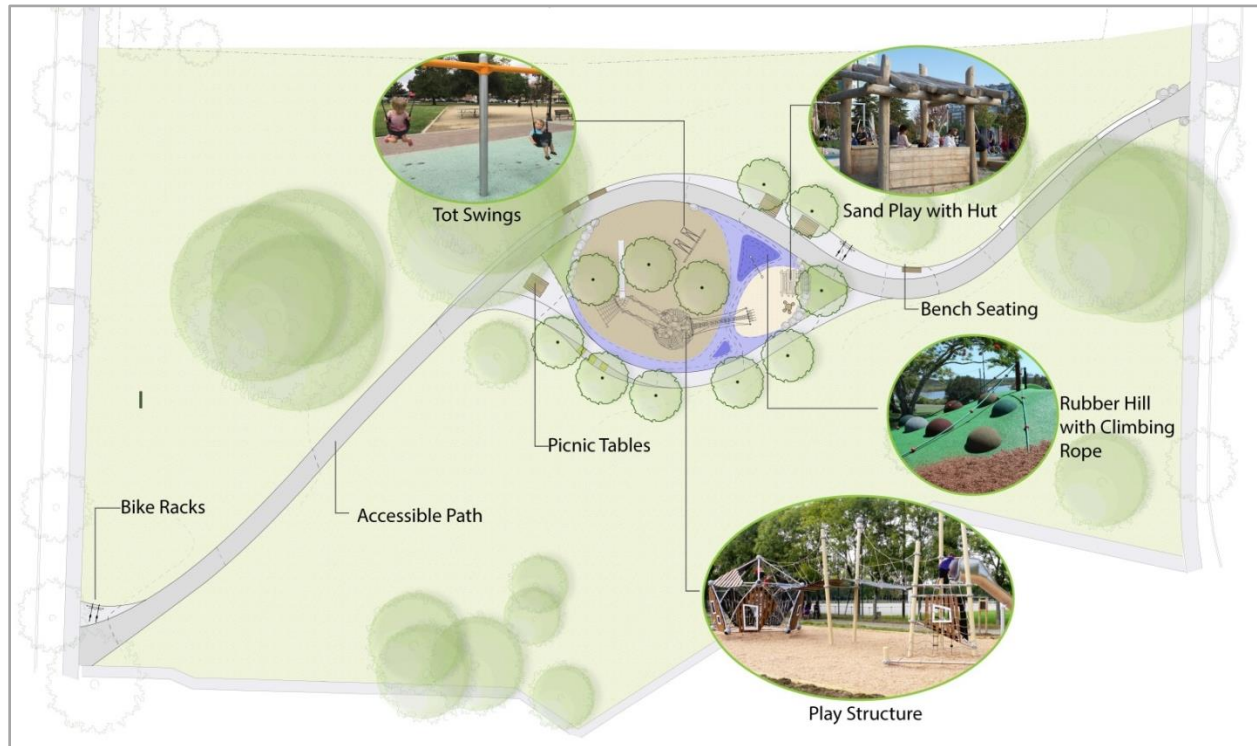 Tot Swings
Sand Play with Hut
Bench Seating
Rubber Hill
with Climbing
Rope
Picnic Tables
Bike Racks
Accessible Path
Play Structure